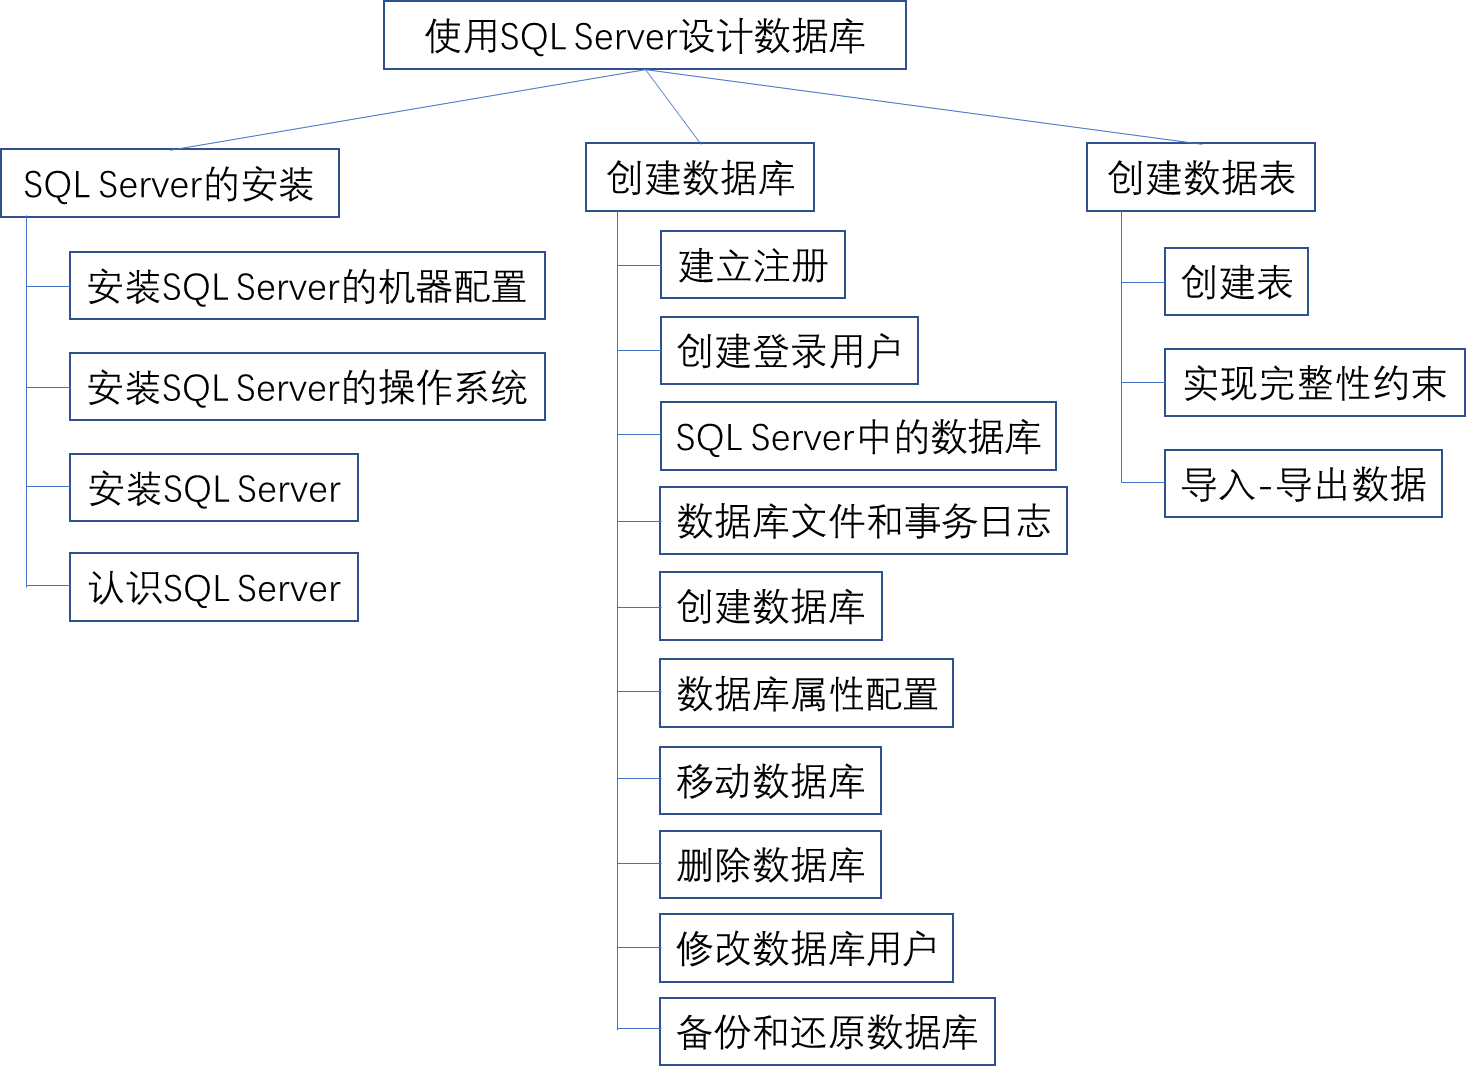 使用SQL Server设计数据库
SQL Server的安装
安装SQL Server的机器配置
安装SQL Server的操作系统
安装SQL Server
认识SQL Server
创建数据库
建立注册
创建登录用户
SQL Server中的数据库
数据库文件和事务日志
创建数据库
数据库属性配置
移动数据库
删除数据库
修改数据库用户
备份和还原数据库
创建数据表
创建表
实现完整性约束
导入-导出数据